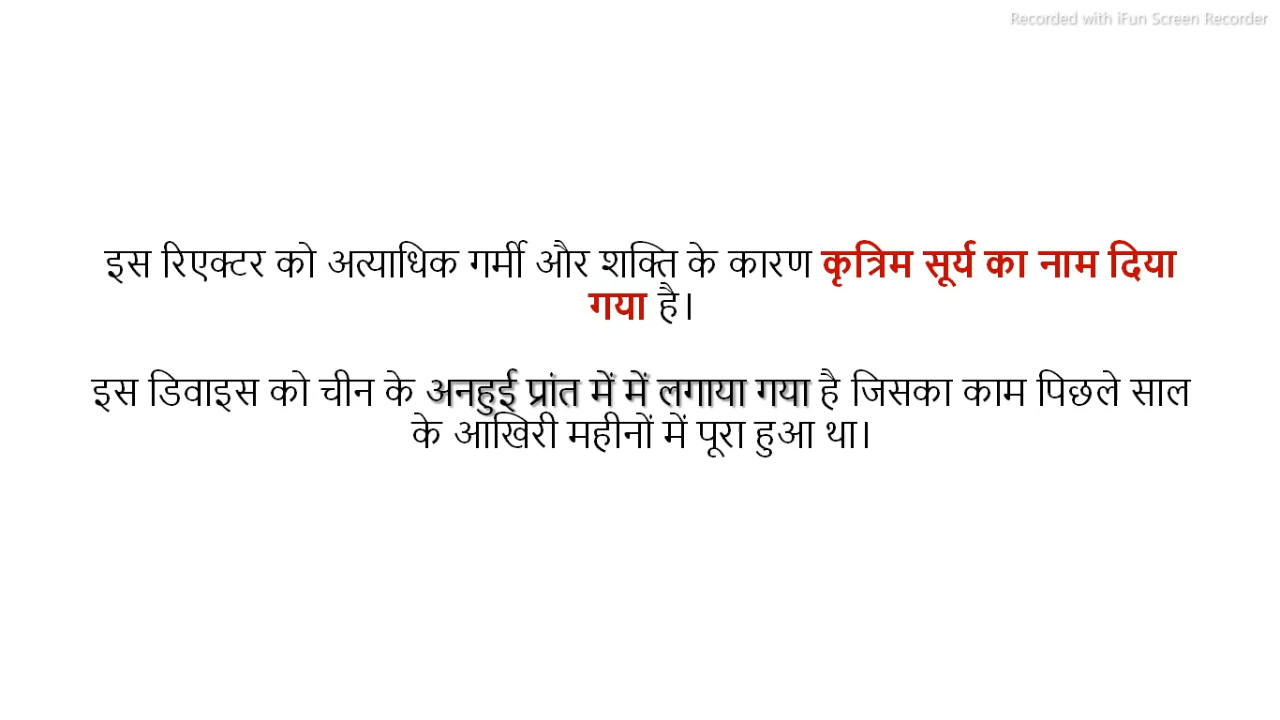 Recorded with iFun Screen Recorder
इस रिएक्टर को अत्याधिक गर्मी और शक्ति के कारण कृत्रिम सूर्य का नाम दिया
गया है।
इस डिवाइस को चीन के अनहुई प्रांत में में लगाया गया है जिसका काम पिछले साल
के आखिरी महीनों में पूरा हुआ था।